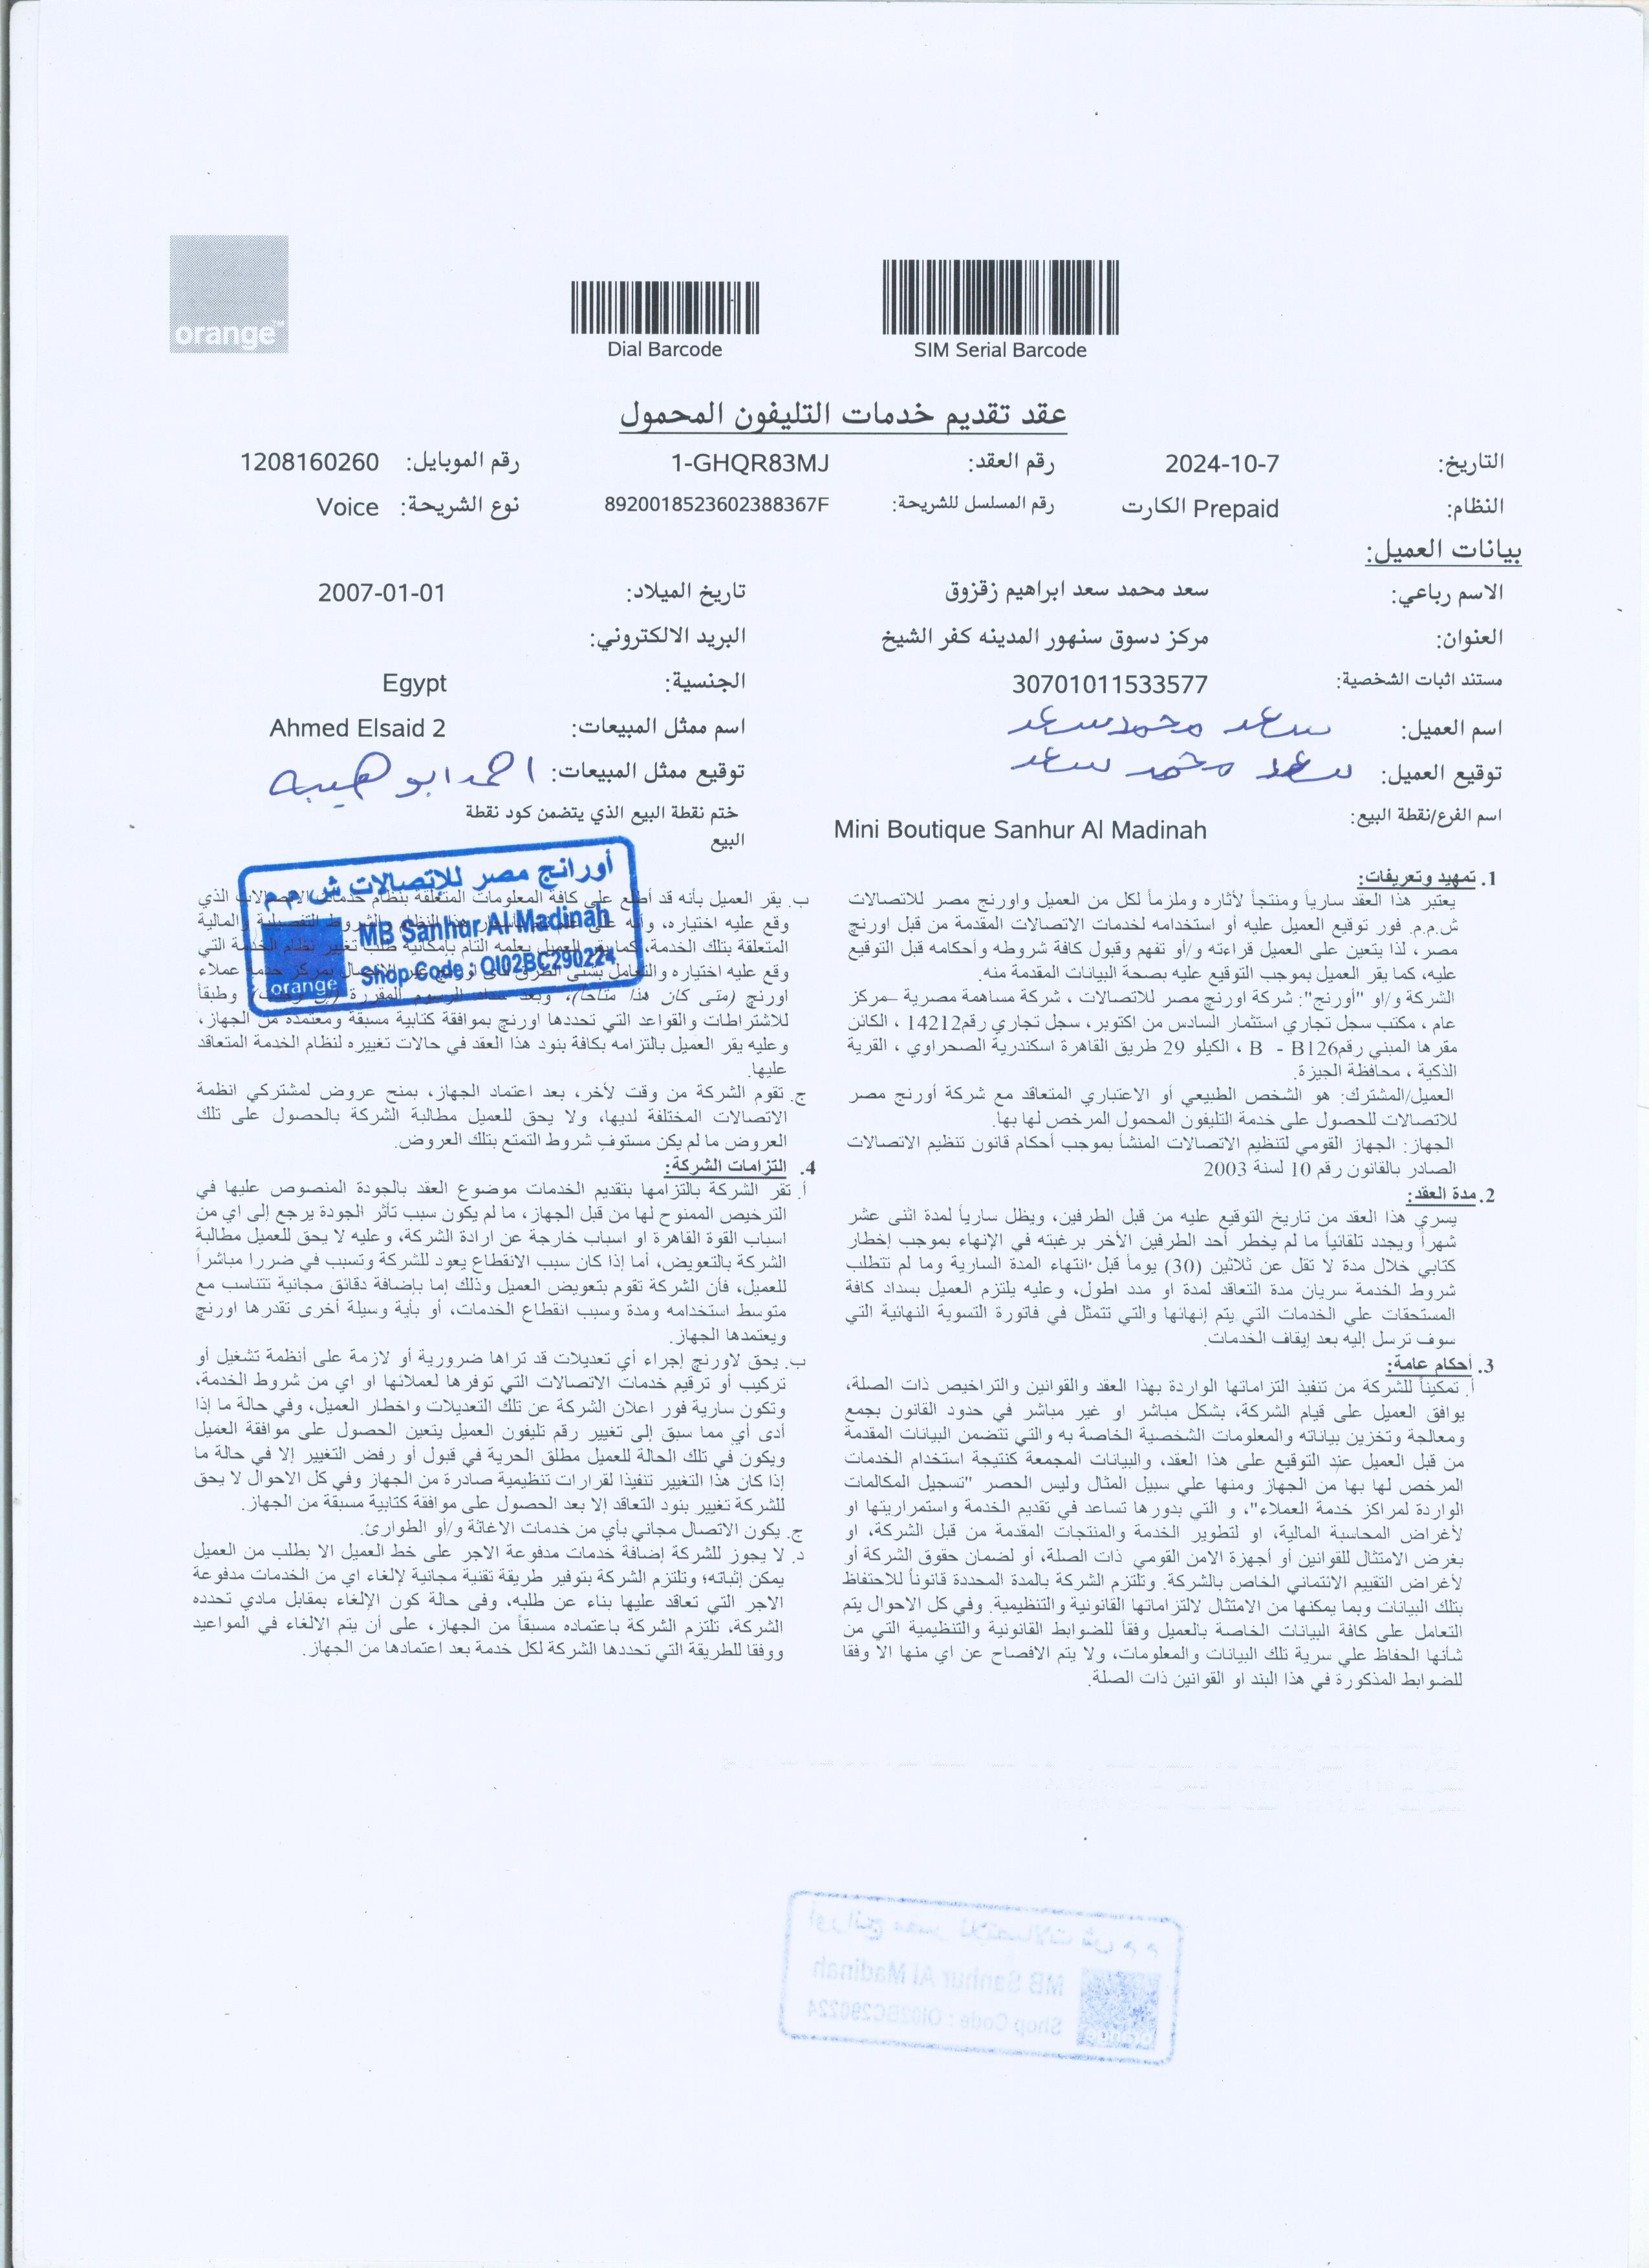 orange™
Dial Barcode
SIM Serial Barcode
عقد تقديم خدمات التليفون المحمول
التاريخ: 2024-10-7 رقم العقد: 1-GHQR83MJ رقم الموبايل: 1208160260
النظام: Prepaid الكارت رقم المسلسل للشريحة: 8920018523602388367F نوع الشريحة: Voice
بيانات العميل:
الاسم رباعي: سعد محمد سعد ابراهيم زقزوق تاريخ الميلاد: 2007-01-01
العنوان: مركز دسوق سنهور المدينه كفر الشيخ البريد الالكتروني:
مستند اثبات الشخصية: 30701011533577 الجنسية: Egypt
اسم العميل: سعد محمد سعد اسم ممثل المبيعات: Ahmed Elsaid 2
توقيع العميل: سعد محمد سعد توقيع ممثل المبيعات: احمد ابو هيبه
اسم الفرع/نقطة البيع: Mini Boutique Sanhur Al Madinah ختم نقطة البيع الذي يتضمن كود نقطة
البيع
أورانج مصر للإتصالات ش.م.م
MB Sanhur Al Madinah
Shop Code : OI02BC290224
orange
1. تمهيد وتعريفات:
يعتبر هذا العقد سارياً ومنتجاً لأثاره وملزماً لكل من العميل واورنچ مصر للاتصالات
ش.م.م. فور توقيع العميل عليه أو استخدامه لخدمات الاتصالات المقدمة من قبل اورنچ
مصر، لذا يتعين على العميل قراءته و/أو تفهم وقبول كافة شروطه وأحكامه قبل التوقيع
عليه، كما يقر العميل بموجب التوقيع عليه بصحة البيانات المقدمة منه.
الشركة و/او "أورنچ": شركة اورنچ مصر للاتصالات ، شركة مساهمة مصرية –مركز
عام ، مكتب سجل تجاري استثمار السادس من اكتوبر، سجل تجاري رقم14212 ، الكائن
مقرها المبني رقمB - B126 ، الكيلو 29 طريق القاهرة اسكندرية الصحراوي ، القرية
الذكية ، محافظة الجيزة.
العميل/المشترك: هو الشخص الطبيعي أو الاعتباري المتعاقد مع شركة أورنچ مصر
للاتصالات للحصول على خدمة التليفون المحمول المرخص لها بها.
الجهاز: الجهاز القومي لتنظيم الاتصالات المنشأ بموجب أحكام قانون تنظيم الاتصالات
الصادر بالقانون رقم 10 لسنة 2003
2. مدة العقد:
يسري هذا العقد من تاريخ التوقيع عليه من قبل الطرفين، ويظل سارياً لمدة اثنى عشر
شهراً ويجدد تلقائياً ما لم يخطر أحد الطرفين الأخر برغبته في الإنهاء بموجب إخطار
كتابي خلال مدة لا تقل عن ثلاثين (30) يوماً قبل انتهاء المدة السارية وما لم تتطلب
شروط الخدمة سريان مدة التعاقد لمدة او مدد اطول، وعليه يلتزم العميل بسداد كافة
المستحقات علي الخدمات التي يتم إنهائها والتي تتمثل في فاتورة التسوية النهائية التي
سوف ترسل إليه بعد إيقاف الخدمات.
3. أحكام عامة:
أ. تمكيناً للشركة من تنفيذ التزاماتها الواردة بهذا العقد والقوانين والتراخيص ذات الصلة،
يوافق العميل على قيام الشركة، بشكل مباشر او غير مباشر في حدود القانون بجمع
ومعالجة وتخزين بياناته والمعلومات الشخصية الخاصة به والتي تتضمن البيانات المقدمة
من قبل العميل عند التوقيع على هذا العقد، والبيانات المجمعة كنتيجة استخدام الخدمات
المرخص لها بها من الجهاز ومنها علي سبيل المثال وليس الحصر "تسجيل المكالمات
الواردة لمراكز خدمة العملاء"، و التي بدورها تساعد في تقديم الخدمة واستمراريتها او
لأغراض المحاسبة المالية، او لتطوير الخدمة والمنتجات المقدمة من قبل الشركة، او
بغرض الامتثال للقوانين أو أجهزة الامن القومي ذات الصلة، أو لضمان حقوق الشركة أو
لأغراض التقييم الائتماني الخاص بالشركة. وتلتزم الشركة بالمدة المحددة قانوناً للاحتفاظ
بتلك البيانات وبما يمكنها من الامتثال لالتزاماتها القانونية والتنظيمية. وفي كل الاحوال يتم
التعامل على كافة البيانات الخاصة بالعميل وفقاً للضوابط القانونية والتنظيمية التي من
شأنها الحفاظ علي سرية تلك البيانات والمعلومات، ولا يتم الافصاح عن اي منها الا وفقا
للضوابط المذكورة في هذا البند او القوانين ذات الصلة.
ب. يقر العميل بأنه قد أطلع علي كافة المعلومات المتعلقة بنظام خدمات الاتصالات الذي
وقع عليه اختياره، وأنه على بأسعار هذا النظام والشروط التفصيلية والمالية
المتعلقة بتلك الخدمة، كما يقر العميل بعلمه التام بإمكانية طلب تغيير نظام الخدمة التي
وقع عليه اختياره والتعامل بشتى الطرق الاتصال بمركز خدمة عملاء
اورنچ (متى كان هذا متاحاً)، وبعد سداد الرسوم المقررة (إن وجدت) وطبقاً
للاشتراطات والقواعد التي تحددها اورنچ بموافقة كتابية مسبقة ومعتمدة من الجهاز،
وعليه يقر العميل بالتزامه بكافة بنود هذا العقد في حالات تغييره لنظام الخدمة المتعاقد
عليها.
ج. تقوم الشركة من وقت لأخر، بعد اعتماد الجهاز، بمنح عروض لمشتركي انظمة
الاتصالات المختلفة لديها، ولا يحق للعميل مطالبة الشركة بالحصول على تلك
العروض ما لم يكن مستوفٍ شروط التمتع بتلك العروض.
4. التزامات الشركة:
أ. تقر الشركة بالتزامها بتقديم الخدمات موضوع العقد بالجودة المنصوص عليها في
الترخيص الممنوح لها من قبل الجهاز، ما لم يكون سبب تأثر الجودة يرجع إلى اي من
اسباب القوة القاهرة او اسباب خارجة عن ارادة الشركة، وعليه لا يحق للعميل مطالبة
الشركة بالتعويض، أما إذا كان سبب الانقطاع يعود للشركة وتسبب في ضررا مباشراً
للعميل، فأن الشركة تقوم بتعويض العميل وذلك إما بإضافة دقائق مجانية تتناسب مع
متوسط استخدامه ومدة وسبب انقطاع الخدمات، أو بأية وسيلة أخرى تقدرها اورنچ
ويعتمدها الجهاز.
ب. يحق لاورنچ إجراء أي تعديلات قد تراها ضرورية أو لازمة على أنظمة تشغيل أو
تركيب أو ترقيم خدمات الاتصالات التي توفرها لعملائها او اي من شروط الخدمة،
وتكون سارية فور اعلان الشركة عن تلك التعديلات واخطار العميل، وفي حالة ما إذا
أدى أي مما سبق إلى تغيير رقم تليفون العميل يتعين الحصول على موافقة العميل
ويكون في تلك الحالة للعميل مطلق الحرية في قبول أو رفض التغيير إلا في حالة ما
إذا كان هذا التغيير تنفيذا لقرارات تنظيمية صادرة من الجهاز وفي كل الاحوال لا يحق
للشركة تغيير بنود التعاقد إلا بعد الحصول على موافقة كتابية مسبقة من الجهاز.
ج. يكون الاتصال مجاني بأي من خدمات الاغاثة و/أو الطوارئ.
د. لا يجوز للشركة إضافة خدمات مدفوعة الاجر على خط العميل الا بطلب من العميل
يمكن إثباته؛ وتلتزم الشركة بتوفير طريقة تقنية مجانية لإلغاء اي من الخدمات مدفوعة
الاجر التي تعاقد عليها بناء عن طلبه، وفى حالة كون الإلغاء بمقابل مادي تحدده
الشركة، تلتزم الشركة باعتماده مسبقاً من الجهاز، على أن يتم الالغاء في المواعيد
ووفقا للطريقة التي تحددها الشركة لكل خدمة بعد اعتمادها من الجهاز.